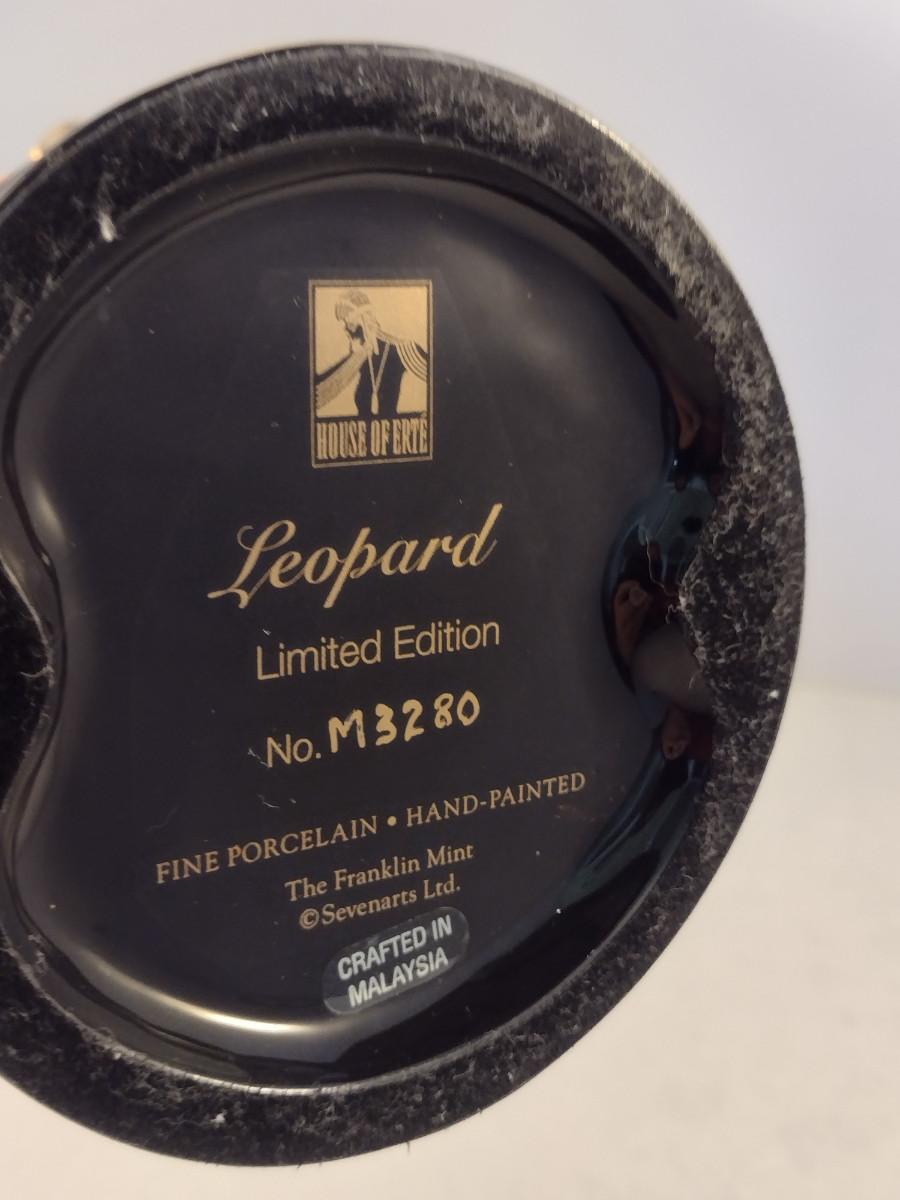 HOUSE OF ERTÉ
Leopard
Limited Edition
No. M3280
FINE PORCELAIN • HAND-PAINTED
The Franklin Mint
©Sevenarts Ltd.
CRAFTED IN
MALAYSIA